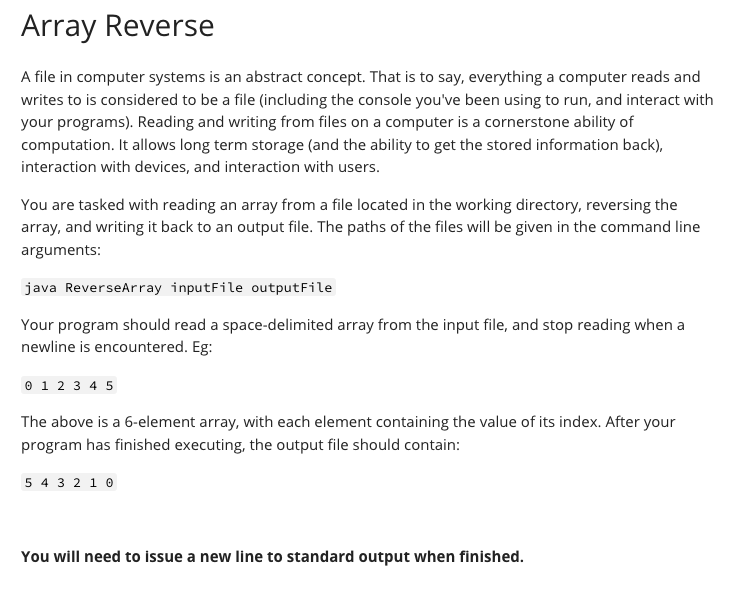 Array Reverse
A file in computer systems is an abstract concept. That is to say, everything a computer reads and
writes to is considered to be a file (including the console you've been using to run, and interact with
your programs). Reading and writing from files on a computer is a cornerstone ability of
computation. It allows long term storage (and the ability to get the stored information back),
interaction with devices, and interaction with users.
You are tasked with reading an array from a file located in the working directory, reversing the
array, and writing it back to an output file. The paths of the files will be given in the command line
arguments:
java ReverseArray inputFile outputFile
Your program should read a space-delimited array from the input file, and stop reading when a
newline is encountered. Eg:
0 1 2 3 4 5
The above is a 6-element array, with each element containing the value of its index. After your
program has finished executing, the output file should contain:
5 4 3 2 1 0
You will need to issue a new line to standard output when finished.